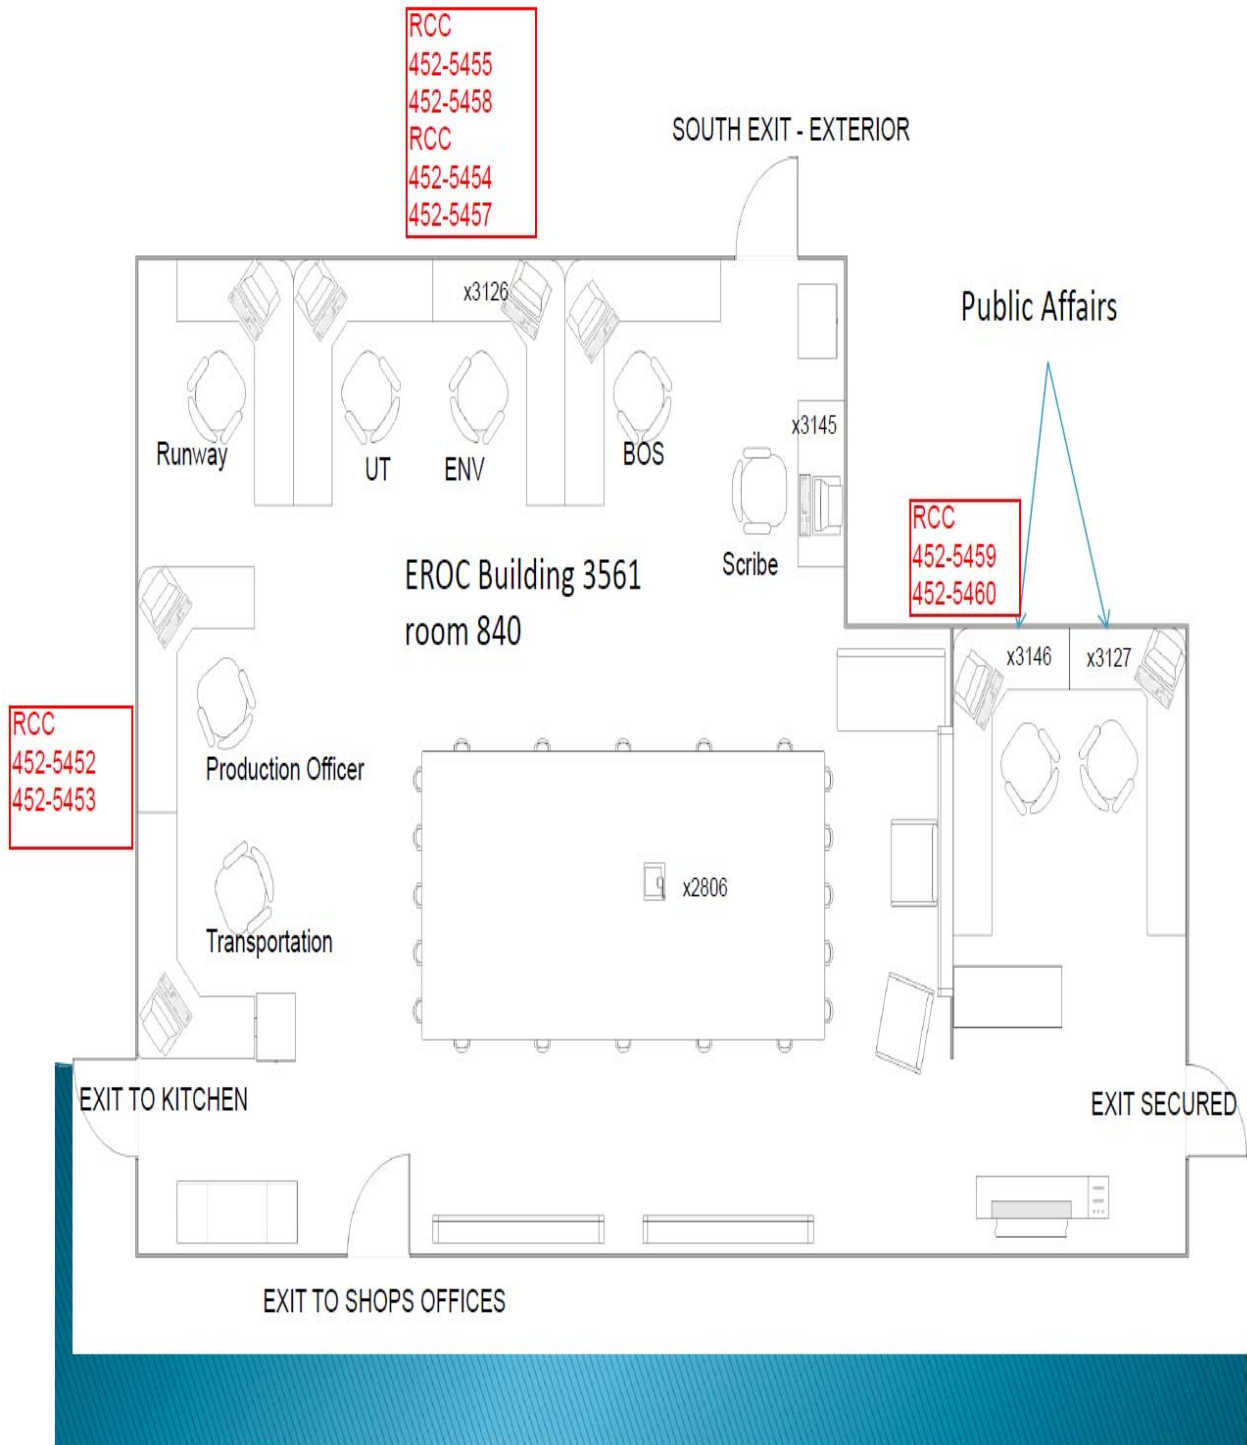 RCC
452-5455
452-5458
RCC
452-5454
452-5457
SOUTH EXIT - EXTERIOR
Public Affairs
x3126
x3145
Runway
UT
ENV
BOS
Scribe
EROC Building 3561
room 840
RCC
452-5459
452-5460
x3146
x3127
RCC
452-5452
452-5453
Production Officer
x2806
Transportation
EXIT TO KITCHEN
EXIT SECURED
EXIT TO SHOPS OFFICES